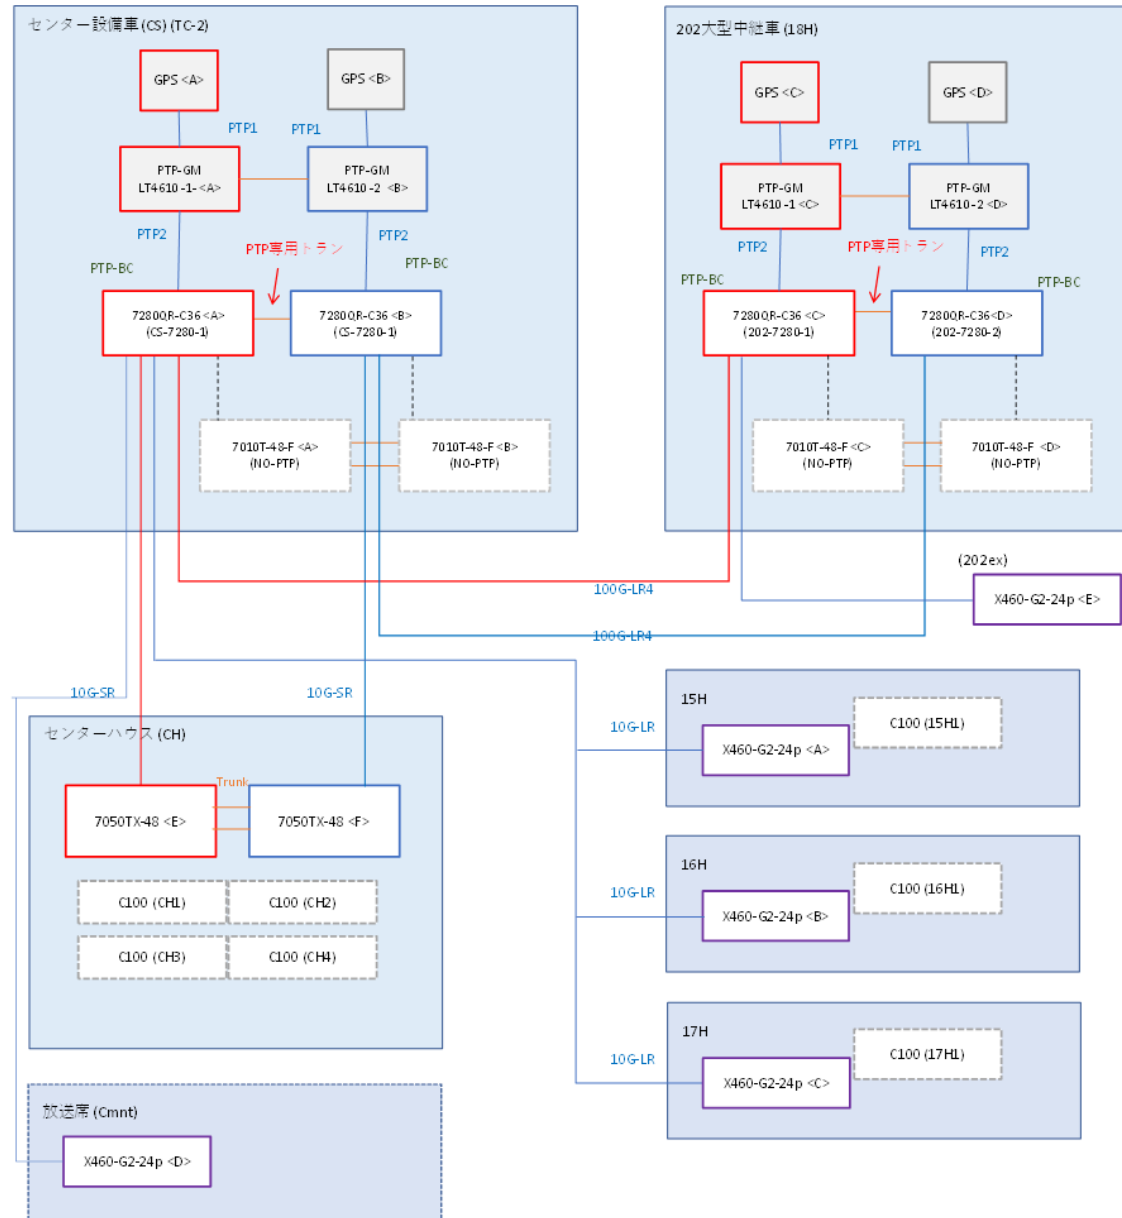 センター設備車(CS)(TC-2)
GPS <A>
GPS <B>
PTP1
PTP1
PTP-GM
LT4610-1-<A>
PTP-GM
LT4610-2 <B>
PTP2
PTP専用トラン
PTP2
PTP-BC
PTP-BC
7280QR-C36 <A>
(CS-7280-1)
7280QR-C36 <B>
(CS-7280-1)
7010T-48-F <A>
(NO-PTP)
7010T-48-F <B>
(NO-PTP)
202大型中継車(18H)
GPS <C>
GPS <D>
PTP1
PTP1
PTP-GM
LT4610-1 <C>
PTP-GM
LT4610-2 <D>
PTP2
PTP専用トラン
PTP2
PTP-BC
PTP-BC
7280QR-C36 <C>
(202-7280-1)
7280QR-C36<D>
(202-7280-2)
7010T-48-F <C>
(NO-PTP)
7010T-48-F <D>
(NO-PTP)
100G-LR4
(202ex)
X460-G2-24p <E>
100G-LR4
10G-SR
10G-SR
センターハウス(CH)
Trunk
7050TX-48 <E>
7050TX-48 <F>
C100 (CH1)
C100 (CH2)
C100 (CH3)
C100 (CH4)
放送席(Cmnt)
X460-G2-24p <D>
15H
10G-LR
X460-G2-24p <A>
C100 (15H1)
16H
10G-LR
X460-G2-24p <B>
C100 (16H1)
17H
10G-LR
X460-G2-24p <C>
C100 (17H1)